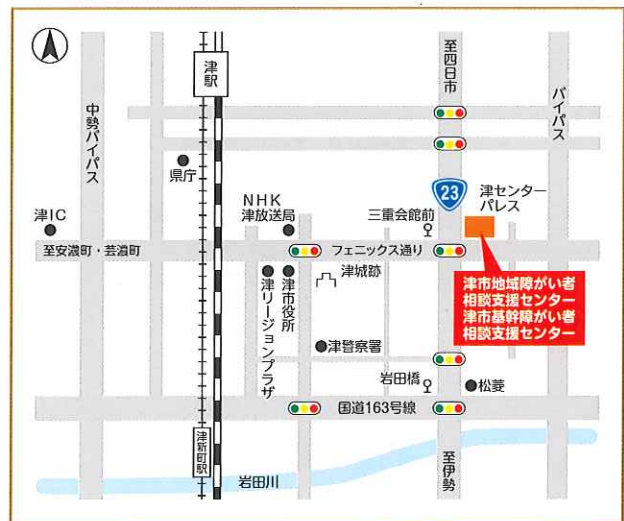 津駅
至四日市
バイパス
中勢バイパス
県庁
23
津センター
パレス
NHK
津放送局
三重会館前
津IC
至安濃町・芸濃町
フェニックス通り
津城跡
津市役所
津リージョンプラザ
津市地域障がい者
相談支援センター
津市基幹障がい者
相談支援センター
津警察署
岩田橋
松菱
国道163号線
津新町駅
至伊勢
岩田川